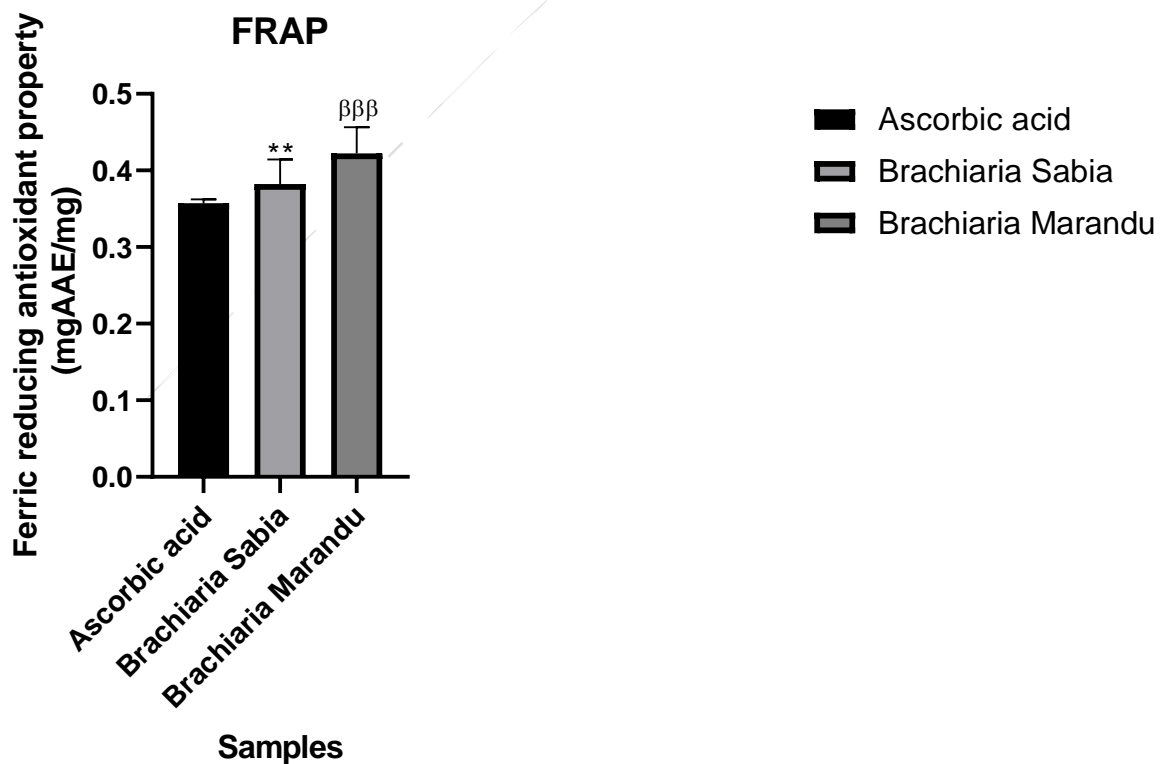 FRAP
Ferric reducing antioxidant property
(mgAAE/mg)
0.5
0.4
0.3
0.2
0.1
0.0
**
βββ
Ascorbic acid
Brachiaria Sabia
Brachiaria Marandu
Samples
Ascorbic acid
Brachiaria Sabia
Brachiaria Marandu